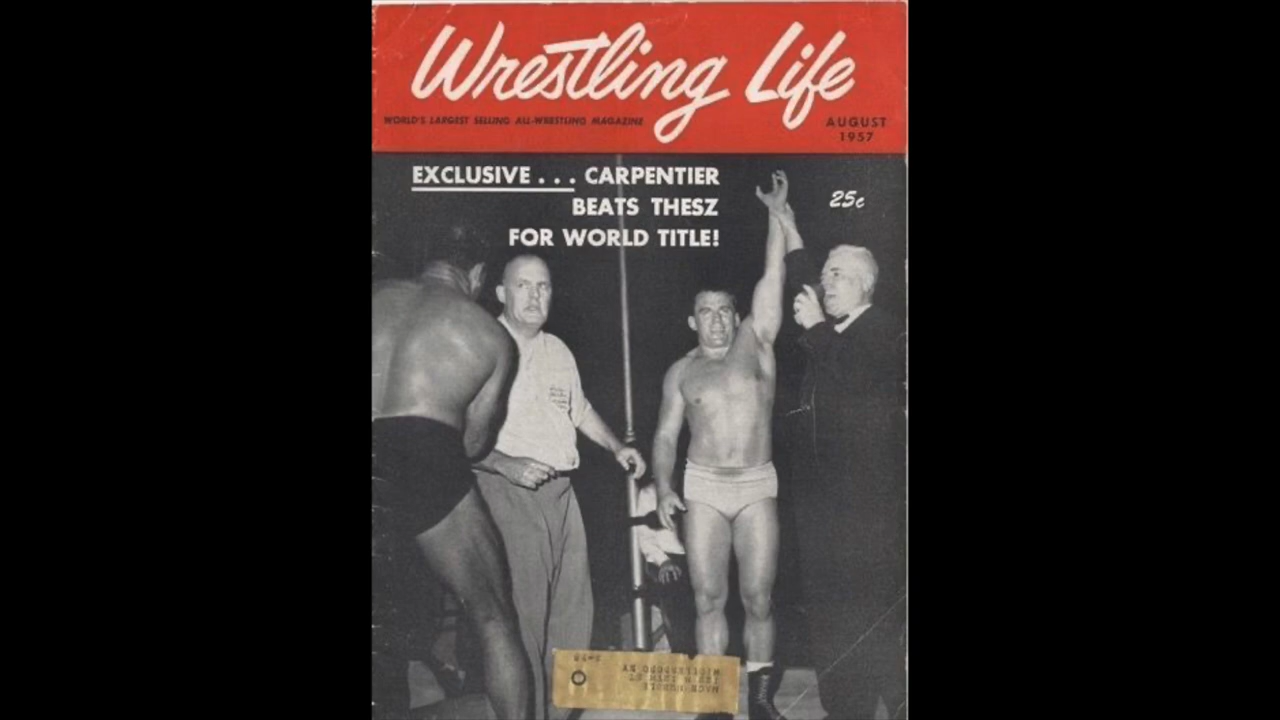 Wrestling Life
WORLD'S LARGEST SELLING ALL-WRESTLING MAGAZINE
AUGUST
1957
EXCLUSIVE... CARPENTIER
BEATS THESZ
FOR WORLD TITLE!
25c